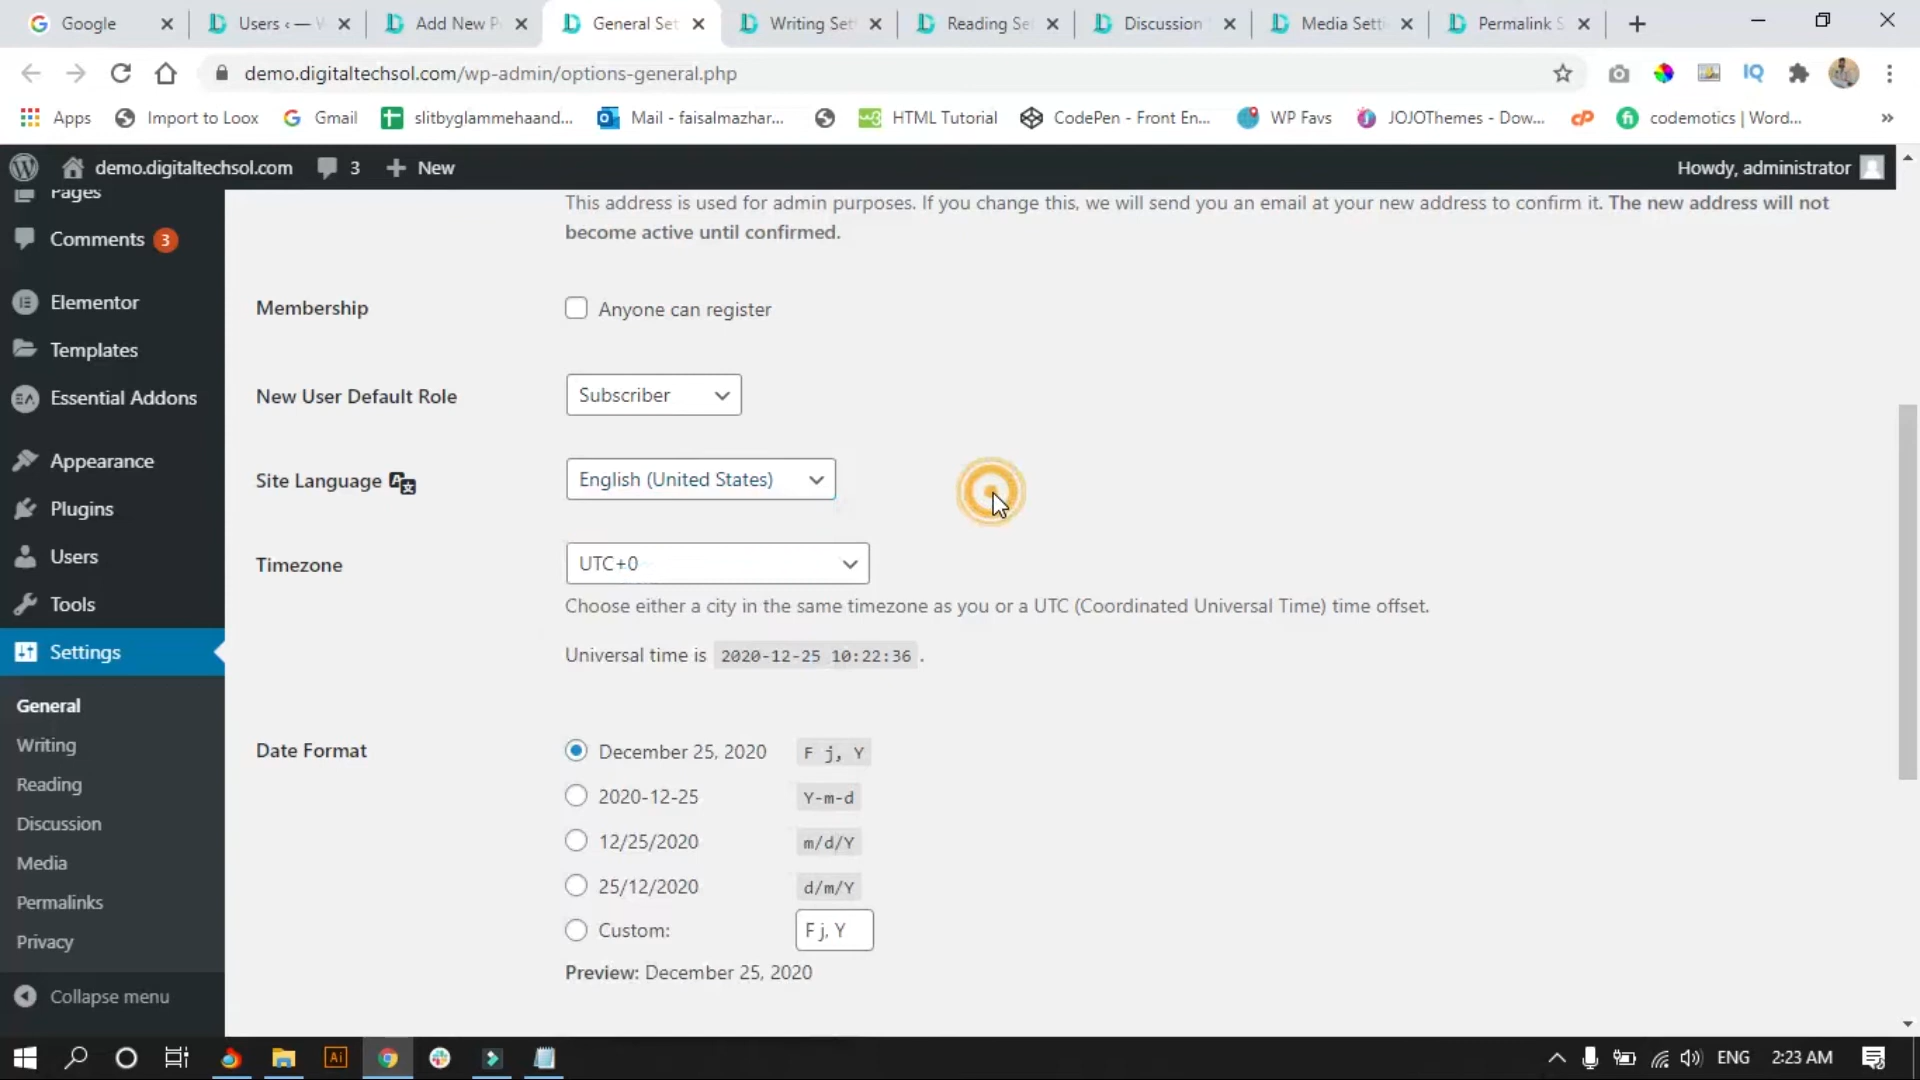 Google
Users ‹ —
Add New P
General Set
Writing Set
Reading Se
Discussion
Media Setti
Permalink S
demo.digitaltechsol.com/wp-admin/options-general.php
IQ
Apps
Import to Loox
Gmail
slitbyglammehaand...
Mail - faisalmazhar...
HTML Tutorial
CodePen - Front En...
WP Favs
JOJOThemes - Dow...
codemotics | Word...
»
demo.digitaltechsol.com
3
+ New
Howdy, administrator
Pages
Comments 3
Elementor
Templates
Essential Addons
Appearance
Plugins
Users
Tools
Settings
General
Writing
Reading
Discussion
Media
Permalinks
Privacy
Collapse menu
This address is used for admin purposes. If you change this, we will send you an email at your new address to confirm it. The new address will not
become active until confirmed.
Membership
Anyone can register
New User Default Role
Subscriber
Site Language
English (United States)
Timezone
UTC+0
Choose either a city in the same timezone as you or a UTC (Coordinated Universal Time) time offset.
Universal time is 2020-12-25 10:22:36 .
Date Format
December 25, 2020 F j, Y
2020-12-25 Y-m-d
12/25/2020 m/d/Y
25/12/2020 d/m/Y
Custom: F j, Y
Preview: December 25, 2020
Ai
ENG
2:23 AM